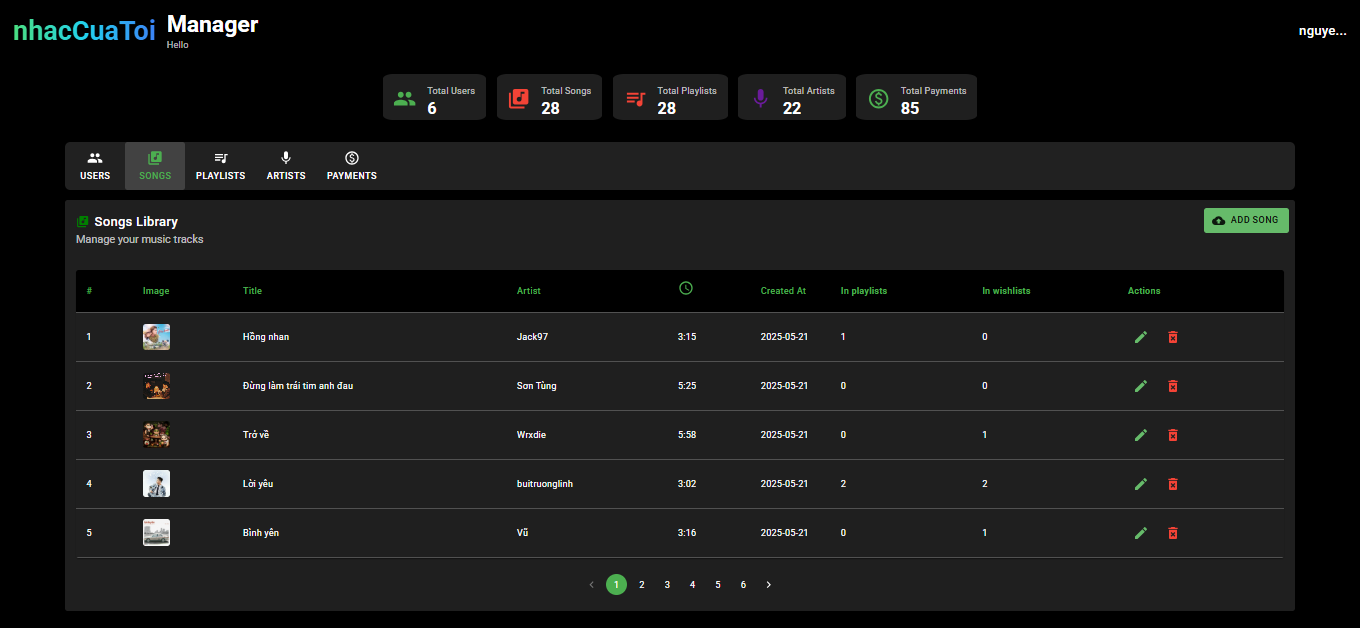 nhacCuaToi Manager
Hello
nguye...
Total Users
6
Total Songs
28
Total Playlists
28
Total Artists
22
Total Payments
85
USERS SONGS PLAYLISTS ARTISTS PAYMENTS
Songs Library
Manage your music tracks
ADD SONG
# Image Title Artist Created At In playlists In wishlists Actions
1 Hồng nhan Jack97 3:15 2025-05-21 1 0
2 Đừng làm trái tim anh đau Sơn Tùng 5:25 2025-05-21 0 0
3 Trở về Wrxdie 5:58 2025-05-21 0 1
4 Lời yêu buitruonglinh 3:02 2025-05-21 2 2
5 Bình yên Vũ 3:16 2025-05-21 0 1
‹ 1 2 3 4 5 6 ›